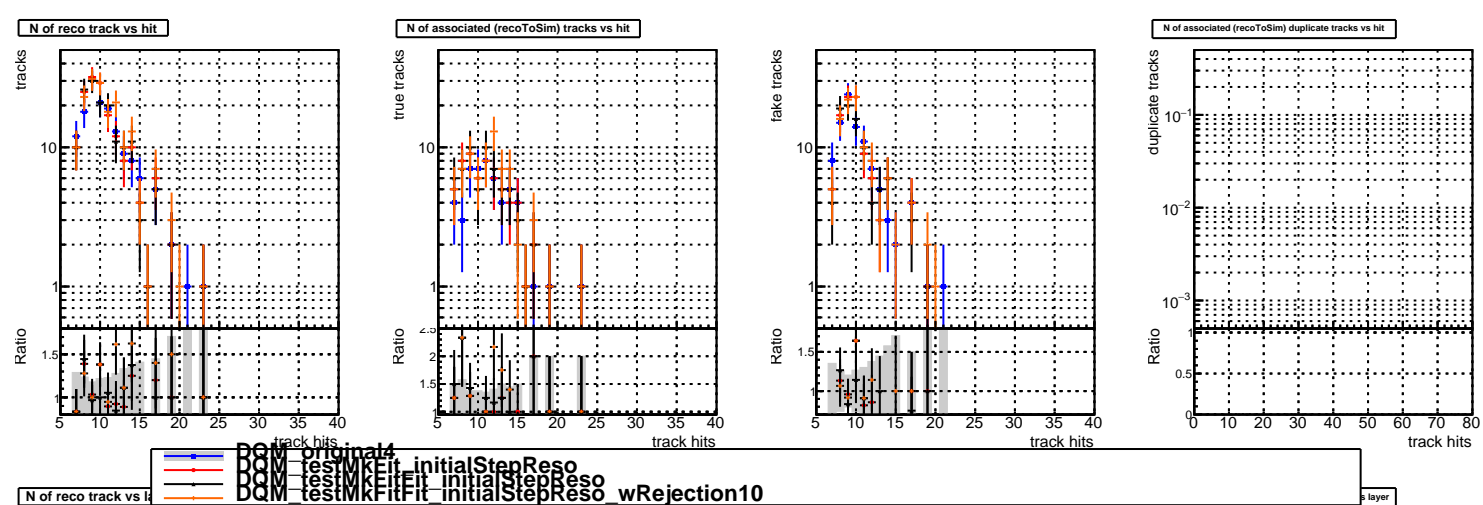 N of reco track vs hit
N of associated (recoToSim) tracks vs hit
N of associated (recoToSim) duplicate tracks vs hit
tracks
10
1
Ratio
1.5
1
5 10 15 20 25 30 35 40
track hits
true tracks
10
1
Ratio
2.5
2
1.5
1
5 10 15 20 25 30 35 40
track hits
fake tracks
10
1
Ratio
1.5
1
5 10 15 20 25 30 35 40
track hits
duplicate tracks
10−1
10−2
10−3
Ratio
1
0.5
0
0 10 20 30 40 50 60 70 80
track hits
DQM_original4
DQM_testMkFit_initialStepReso
DQM_testMkFitFit_initialStepReso
DQM_testMkFitFit_initialStepReso_wRejection10
N of reco track vs la
s layer